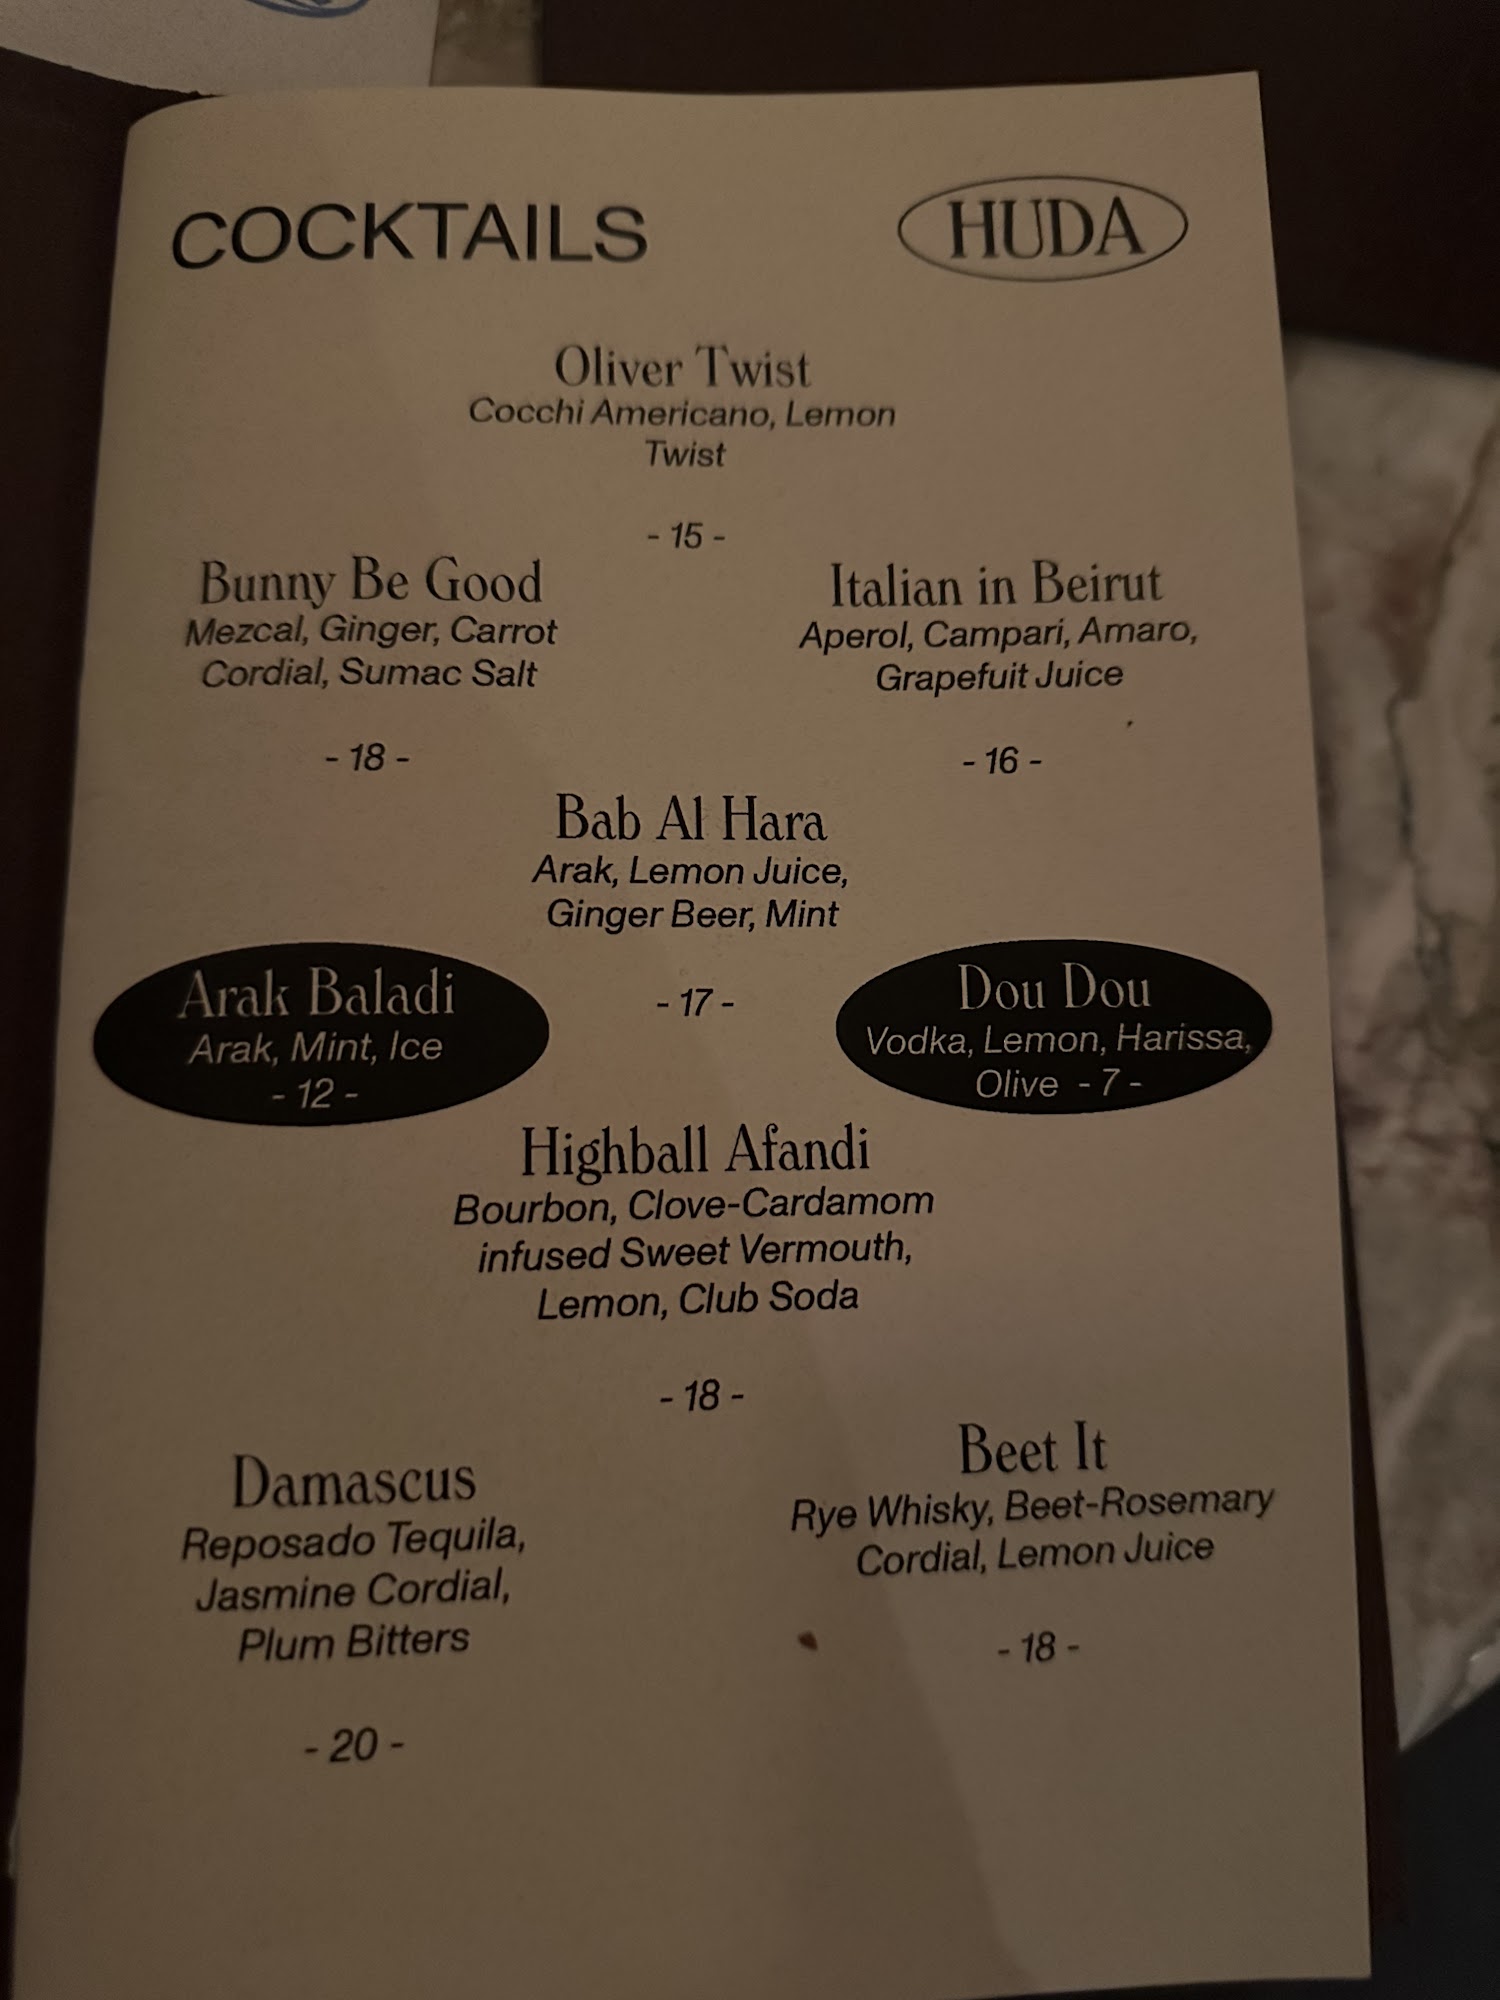 COCKTAILS
HUDA
Oliver Twist
Cocchi Americano, Lemon
Twist
- 15 -
Bunny Be Good
Mezcal, Ginger, Carrot
Cordial, Sumac Salt
- 18 -
Italian in Beirut
Aperol, Campari, Amaro,
Grapefuit Juice
- 16 -
Bab Al Hara
Arak, Lemon Juice,
Ginger Beer, Mint
- 17 -
Arak Baladi
Arak, Mint, Ice
- 12 -
Dou Dou
Vodka, Lemon, Harissa,
Olive - 7 -
Highball Afandi
Bourbon, Clove-Cardamom
infused Sweet Vermouth,
Lemon, Club Soda
- 18 -
Damascus
Reposado Tequila,
Jasmine Cordial,
Plum Bitters
- 20 -
Beet It
Rye Whisky, Beet-Rosemary
Cordial, Lemon Juice
- 18 -